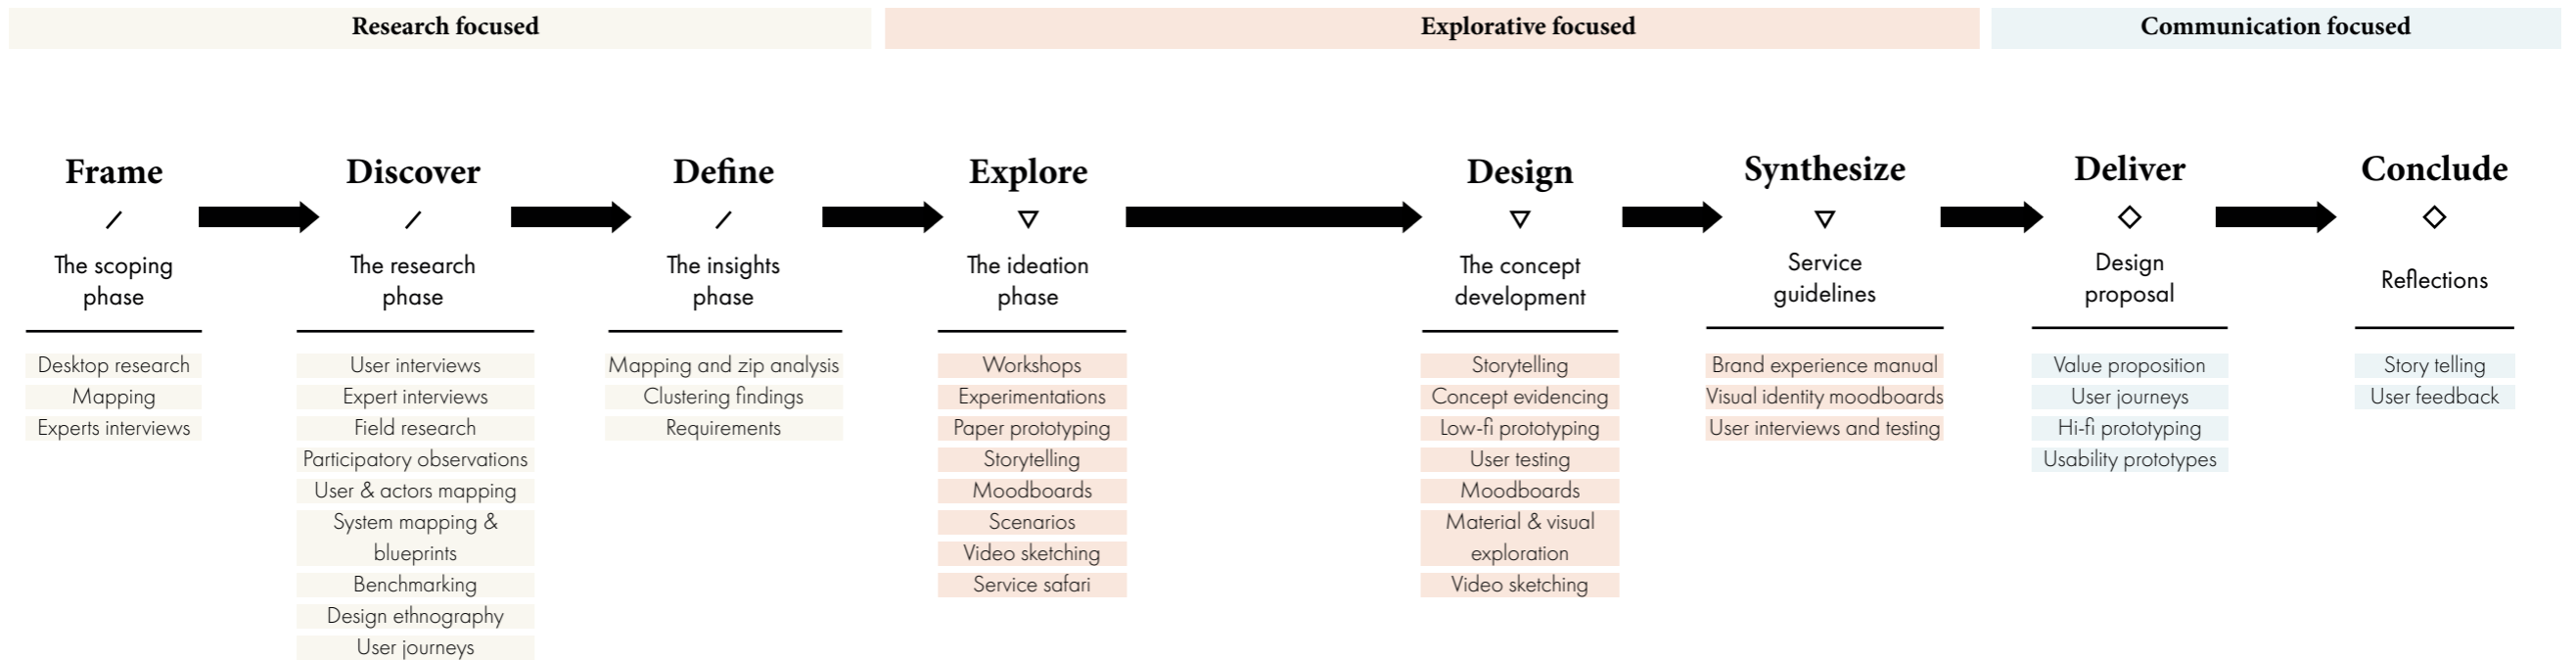 Research focused
Explorative focused
Communication focused
Frame
The scoping
phase
Desktop research
Mapping
Experts interviews
Discover
The research
phase
User interviews
Expert interviews
Field research
Participatory observations
User & actors mapping
System mapping &
blueprints
Benchmarking
Design ethnography
User journeys
Define
The insights
phase
Mapping and zip analysis
Clustering findings
Requirements
Explore
The ideation
phase
Workshops
Experimentations
Paper prototyping
Storytelling
Moodboards
Scenarios
Video sketching
Service safari
Design
The concept
development
Storytelling
Concept evidencing
Low-fi prototyping
User testing
Moodboards
Material & visual
exploration
Video sketching
Synthesize
Service
guidelines
Brand experience manual
Visual identity moodboards
User interviews and testing
Deliver
Design
proposal
Value proposition
User journeys
Hi-fi prototyping
Usability prototypes
Conclude
Reflections
Story telling
User feedback